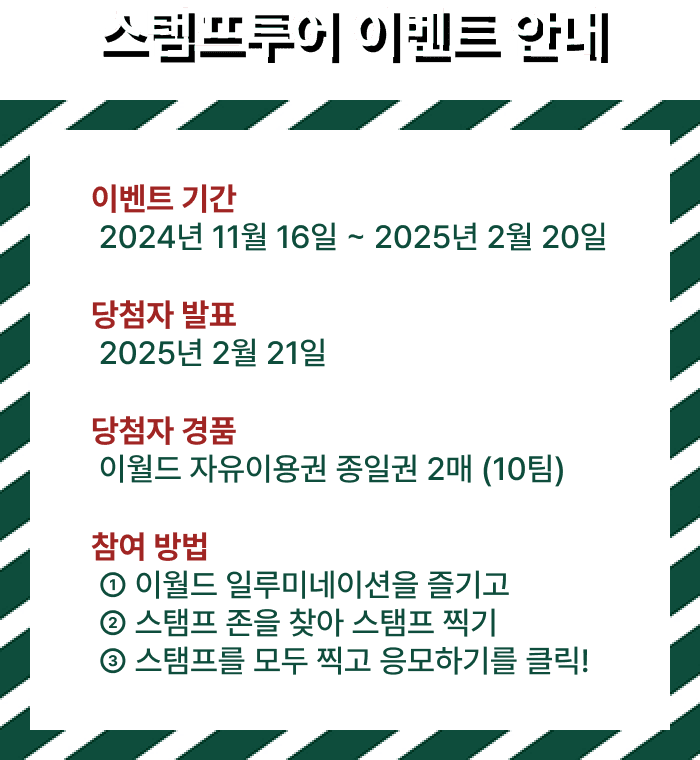 스탬프투어 이벤트 안내
이벤트 기간
2024년 11월 16일 ~ 2025년 2월 20일
당첨자 발표
2025년 2월 21일
당첨자 경품
이월드 자유이용권 종일권 2매 (10팀)
참여 방법
① 이월드 일루미네이션을 즐기고
② 스탬프 존을 찾아 스탬프 찍기
③ 스탬프를 모두 찍고 응모하기를 클릭!